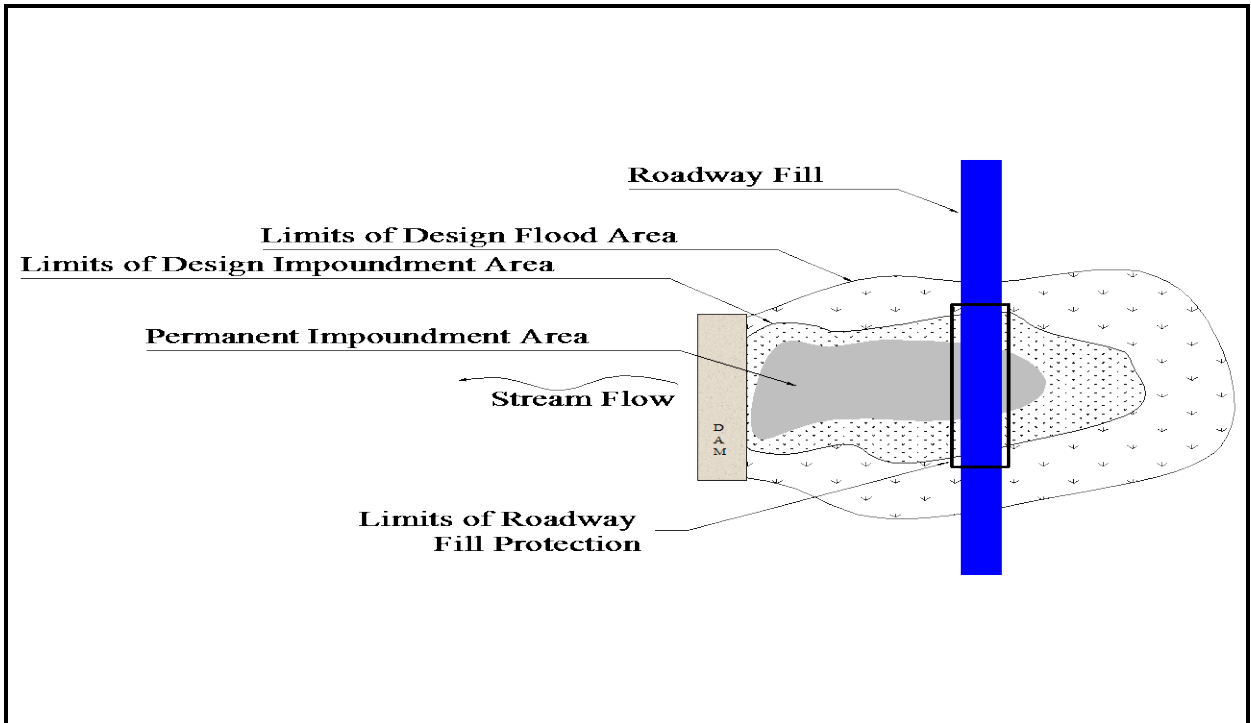 Roadway Fill
Limits of Design Flood Area
Limits of Design Impoundment Area
Permanent Impoundment Area
Stream Flow
DAM
Limits of Roadway
Fill Protection